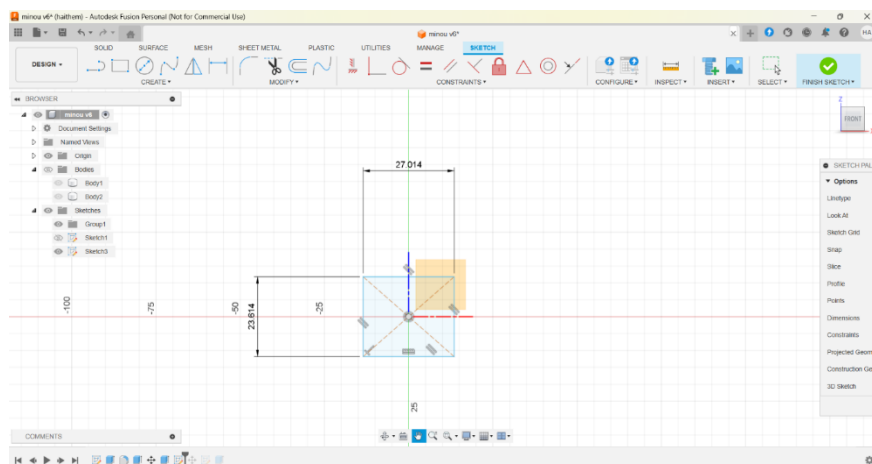 minou v6* (haithem) - Autodesk Fusion Personal (Not for Commercial Use)
minou v6*
HA
SOLID SURFACE MESH SHEET METAL PLASTIC UTILITIES MANAGE SKETCH
DESIGN
CREATE MODIFY CONSTRAINTS CONFIGURE INSPECT INSERT SELECT FINISH SKETCH
BROWSER
minou v6
Document Settings
Named Views
Origin
Bodies
Body1
Body2
Sketches
Group1
Sketch1
Sketch3
Z
FRONT
27.014
23.614
-100
-75
-50
-25
25
SKETCH PAL
Options
Linetype
Look At
Sketch Grid
Snap
Slice
Profile
Points
Dimensions
Constraints
Projected Geom
Construction Ge
3D Sketch
COMMENTS